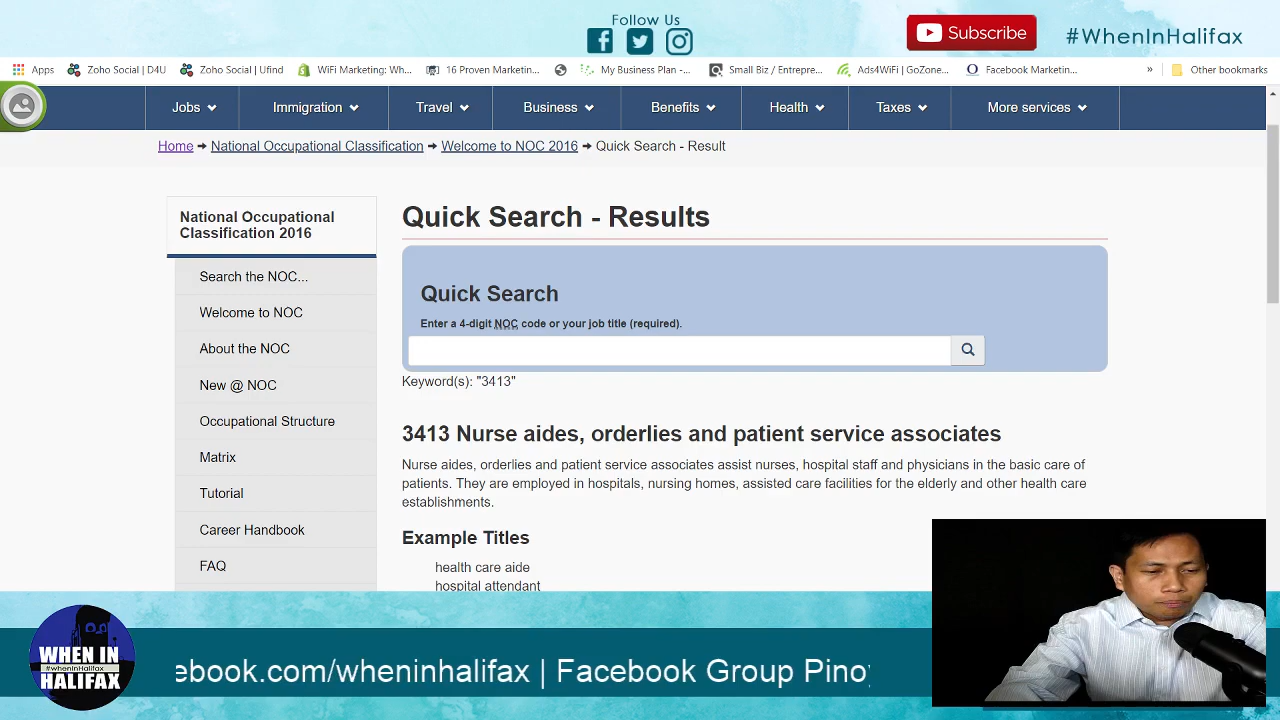 Follow Us
Subscribe
#WhenInHalifax
Apps
Zoho Social | D4U
Zoho Social | Ufind
WiFi Marketing: Wh...
16 Proven Marketin...
My Business Plan -...
Small Biz / Entrepre...
Ads4WiFi | GoZone...
Facebook Marketin...
»
Other bookmarks
Jobs
Immigration
Travel
Business
Benefits
Health
Taxes
More services
Home → National Occupational Classification → Welcome to NOC 2016 → Quick Search - Result
National Occupational
Classification 2016
Search the NOC...
Welcome to NOC
About the NOC
New @ NOC
Occupational Structure
Matrix
Tutorial
Career Handbook
FAQ
Quick Search - Results
Quick Search
Enter a 4-digit NOC code or your job title (required).
Keyword(s): "3413"
3413 Nurse aides, orderlies and patient service associates
Nurse aides, orderlies and patient service associates assist nurses, hospital staff and physicians in the basic care of
patients. They are employed in hospitals, nursing homes, assisted care facilities for the elderly and other health care
establishments.
Example Titles
health care aide
hospital attendant
WHEN IN
#whenInHalifax
HALIFAX
ebook.com/wheninhalifax | Facebook Group Pinoy